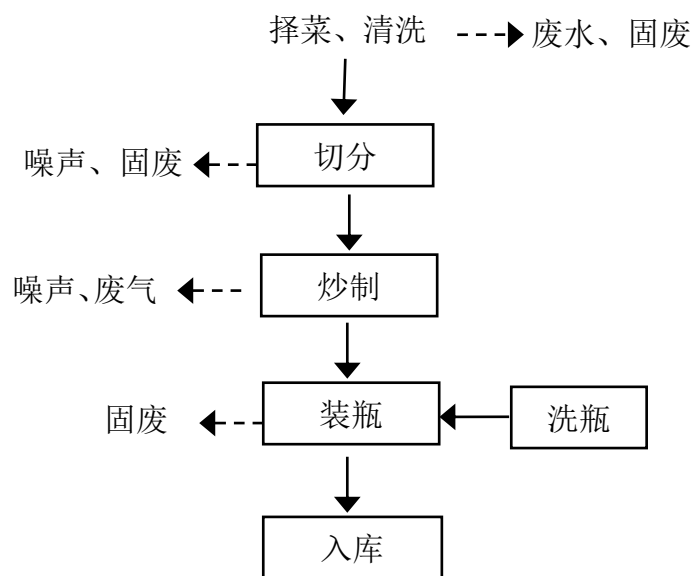 择菜、清洗 废水、固废
噪声、固废 切分
噪声、废气 炒制
固废 装瓶 洗瓶
入库